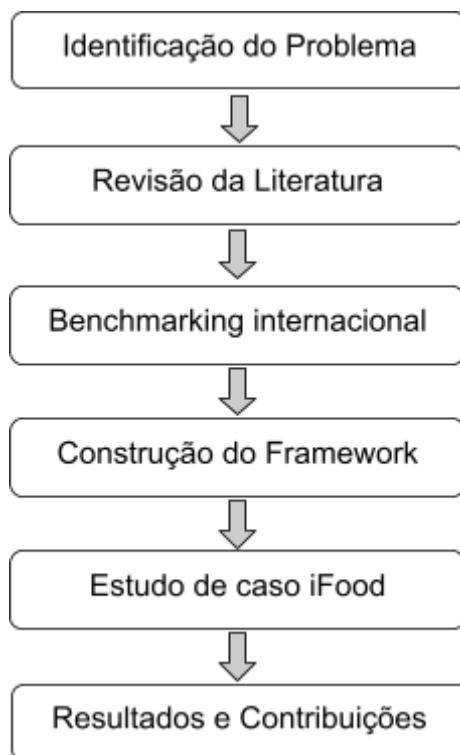 Identificação do Problema
Revisão da Literatura
Benchmarking internacional
Construção do Framework
Estudo de caso iFood
Resultados e Contribuições